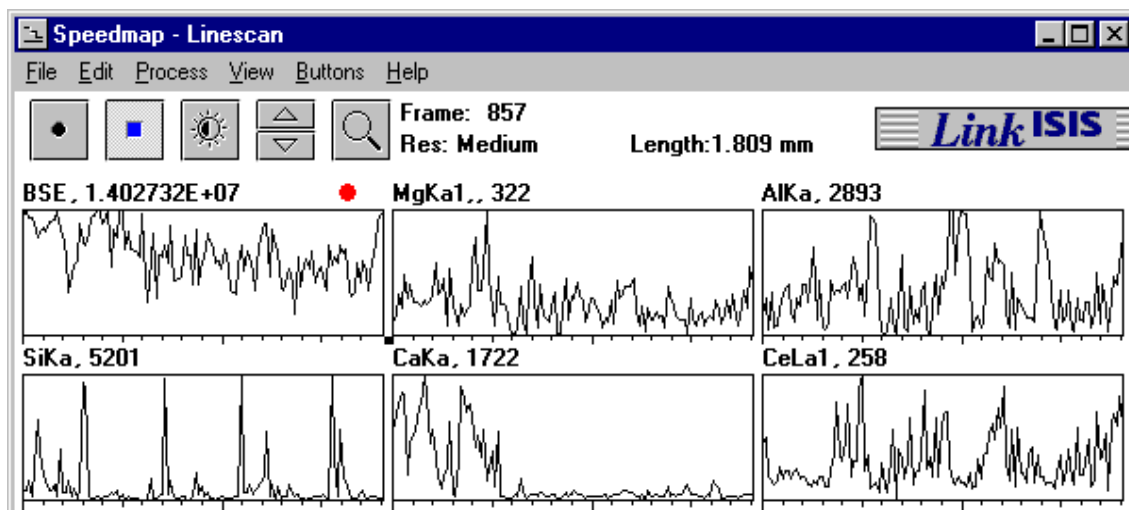 Speedmap - Linescan
File Edit Process View Buttons Help
Frame: 857
Res: Medium Length:1.809 mm
Link ISIS
BSE, 1.402732E+07 MgKa1,, 322 AlKa, 2893
SiKa, 5201 CaKa, 1722 CeLa1, 258